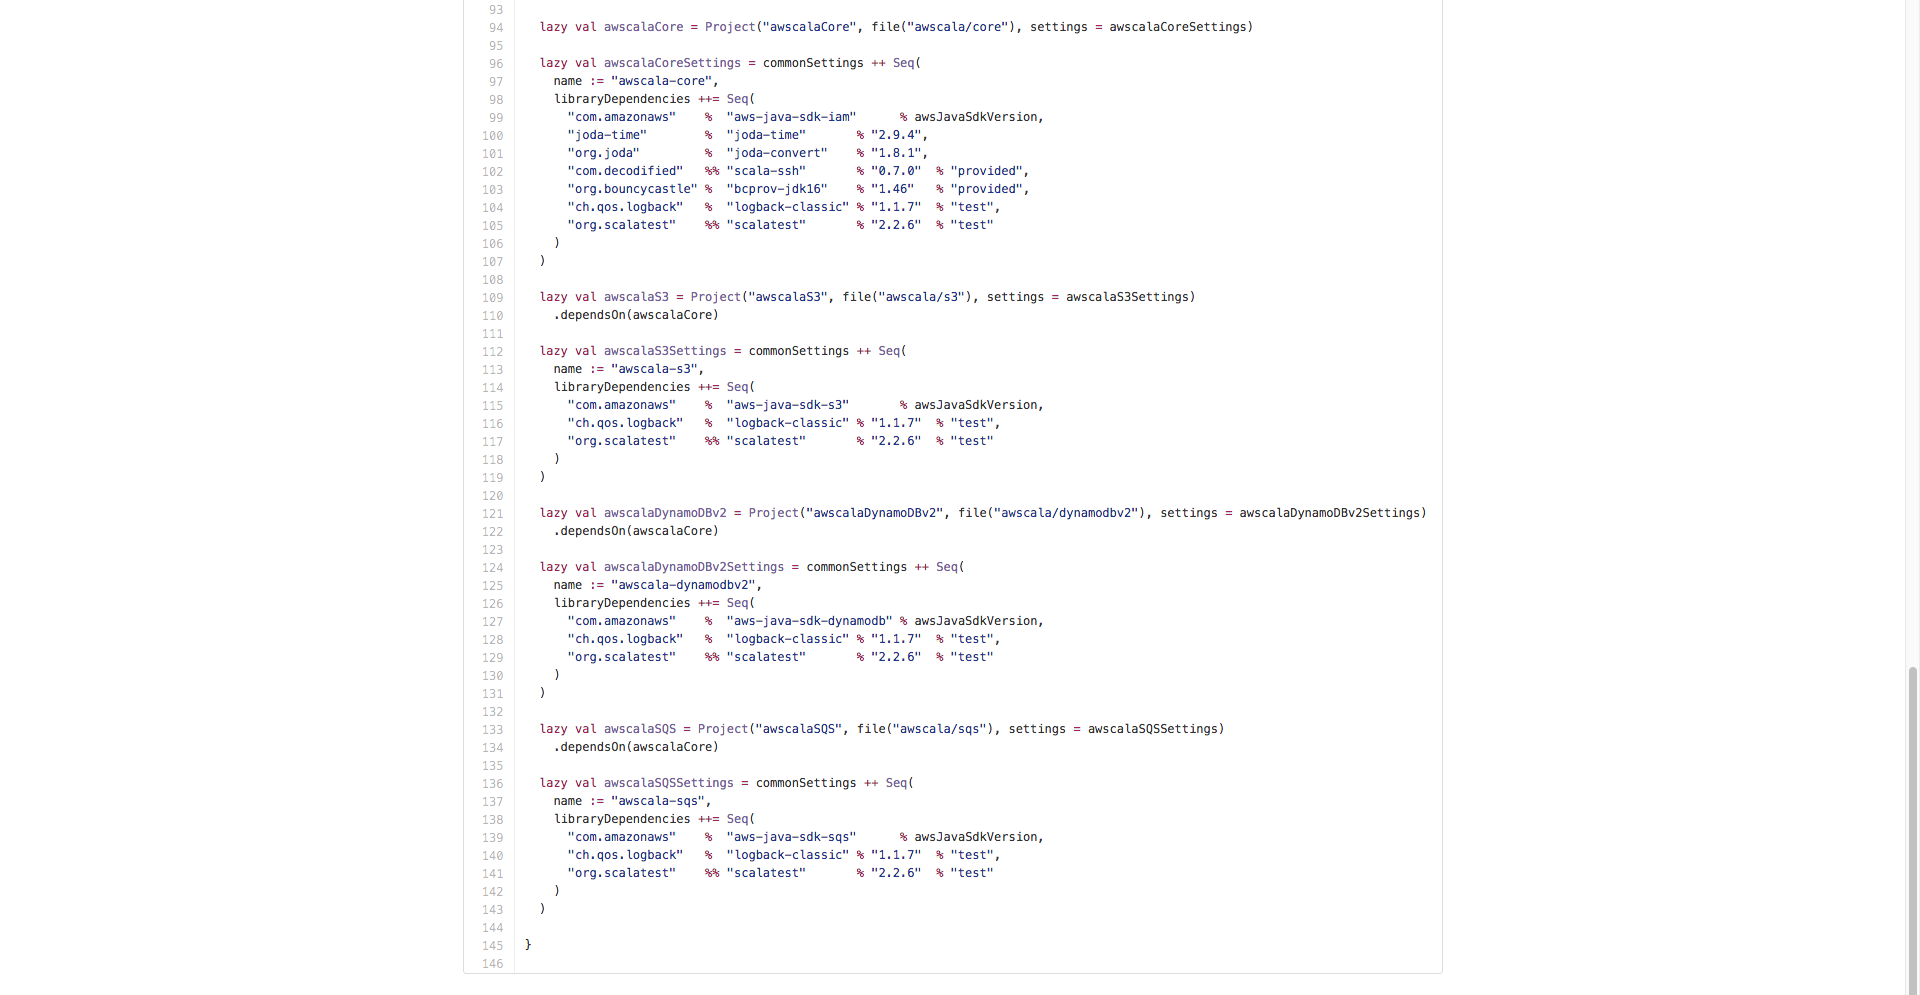 93
94 lazy val awscalaCore = Project("awscalaCore", file("awscala/core"), settings = awscalaCoreSettings)
95
96 lazy val awscalaCoreSettings = commonSettings ++ Seq(
97 name := "awscala-core",
98 libraryDependencies ++= Seq(
99 "com.amazonaws" % "aws-java-sdk-iam" % awsJavaSdkVersion,
100 "joda-time" % "joda-time" % "2.9.4",
101 "org.joda" % "joda-convert" % "1.8.1",
102 "com.decodified" %% "scala-ssh" % "0.7.0" % "provided",
103 "org.bouncycastle" % "bcprov-jdk16" % "1.46" % "provided",
104 "ch.qos.logback" % "logback-classic" % "1.1.7" % "test",
105 "org.scalatest" %% "scalatest" % "2.2.6" % "test"
106 )
107 )
108
109 lazy val awscalaS3 = Project("awscalaS3", file("awscala/s3"), settings = awscalaS3Settings)
110 .dependsOn(awscalaCore)
111
112 lazy val awscalaS3Settings = commonSettings ++ Seq(
113 name := "awscala-s3",
114 libraryDependencies ++= Seq(
115 "com.amazonaws" % "aws-java-sdk-s3" % awsJavaSdkVersion,
116 "ch.qos.logback" % "logback-classic" % "1.1.7" % "test",
117 "org.scalatest" %% "scalatest" % "2.2.6" % "test"
118 )
119 )
120
121 lazy val awscalaDynamoDBv2 = Project("awscalaDynamoDBv2", file("awscala/dynamodbv2"), settings = awscalaDynamoDBv2Settings)
122 .dependsOn(awscalaCore)
123
124 lazy val awscalaDynamoDBv2Settings = commonSettings ++ Seq(
125 name := "awscala-dynamodbv2",
126 libraryDependencies ++= Seq(
127 "com.amazonaws" % "aws-java-sdk-dynamodb" % awsJavaSdkVersion,
128 "ch.qos.logback" % "logback-classic" % "1.1.7" % "test",
129 "org.scalatest" %% "scalatest" % "2.2.6" % "test"
130 )
131 )
132
133 lazy val awscalaSQS = Project("awscalaSQS", file("awscala/sqs"), settings = awscalaSQSSettings)
134 .dependsOn(awscalaCore)
135
136 lazy val awscalaSQSSettings = commonSettings ++ Seq(
137 name := "awscala-sqs",
138 libraryDependencies ++= Seq(
139 "com.amazonaws" % "aws-java-sdk-sqs" % awsJavaSdkVersion,
140 "ch.qos.logback" % "logback-classic" % "1.1.7" % "test",
141 "org.scalatest" %% "scalatest" % "2.2.6" % "test"
142 )
143 )
144
145 }
146